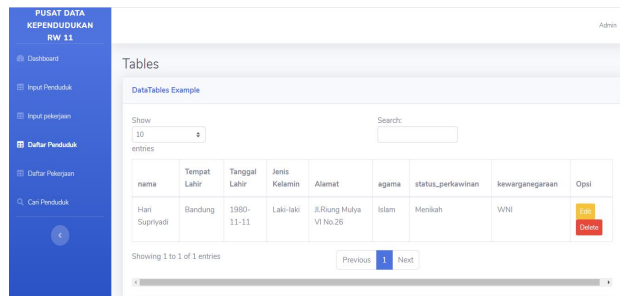 PUSAT DATA
KEPENDUDUKAN
RW 11
Admin
Dashboard
Input Penduduk
Input pekerjaan
Daftar Penduduk
Daftar Pekerjaan
Cari Penduduk
Tables
DataTables Example
Show
10
entries
Search:
nama Tempat Lahir Tanggal Lahir Jenis Kelamin Alamat agama status_perkawinan kewarganegaraan Opsi
Hari Supriyadi Bandung 1980-11-11 Laki-laki Jl.Riung Mulya VI No.26 Islam Menikah WNI Edit
Delete
Showing 1 to 1 of 1 entries
Previous 1 Next